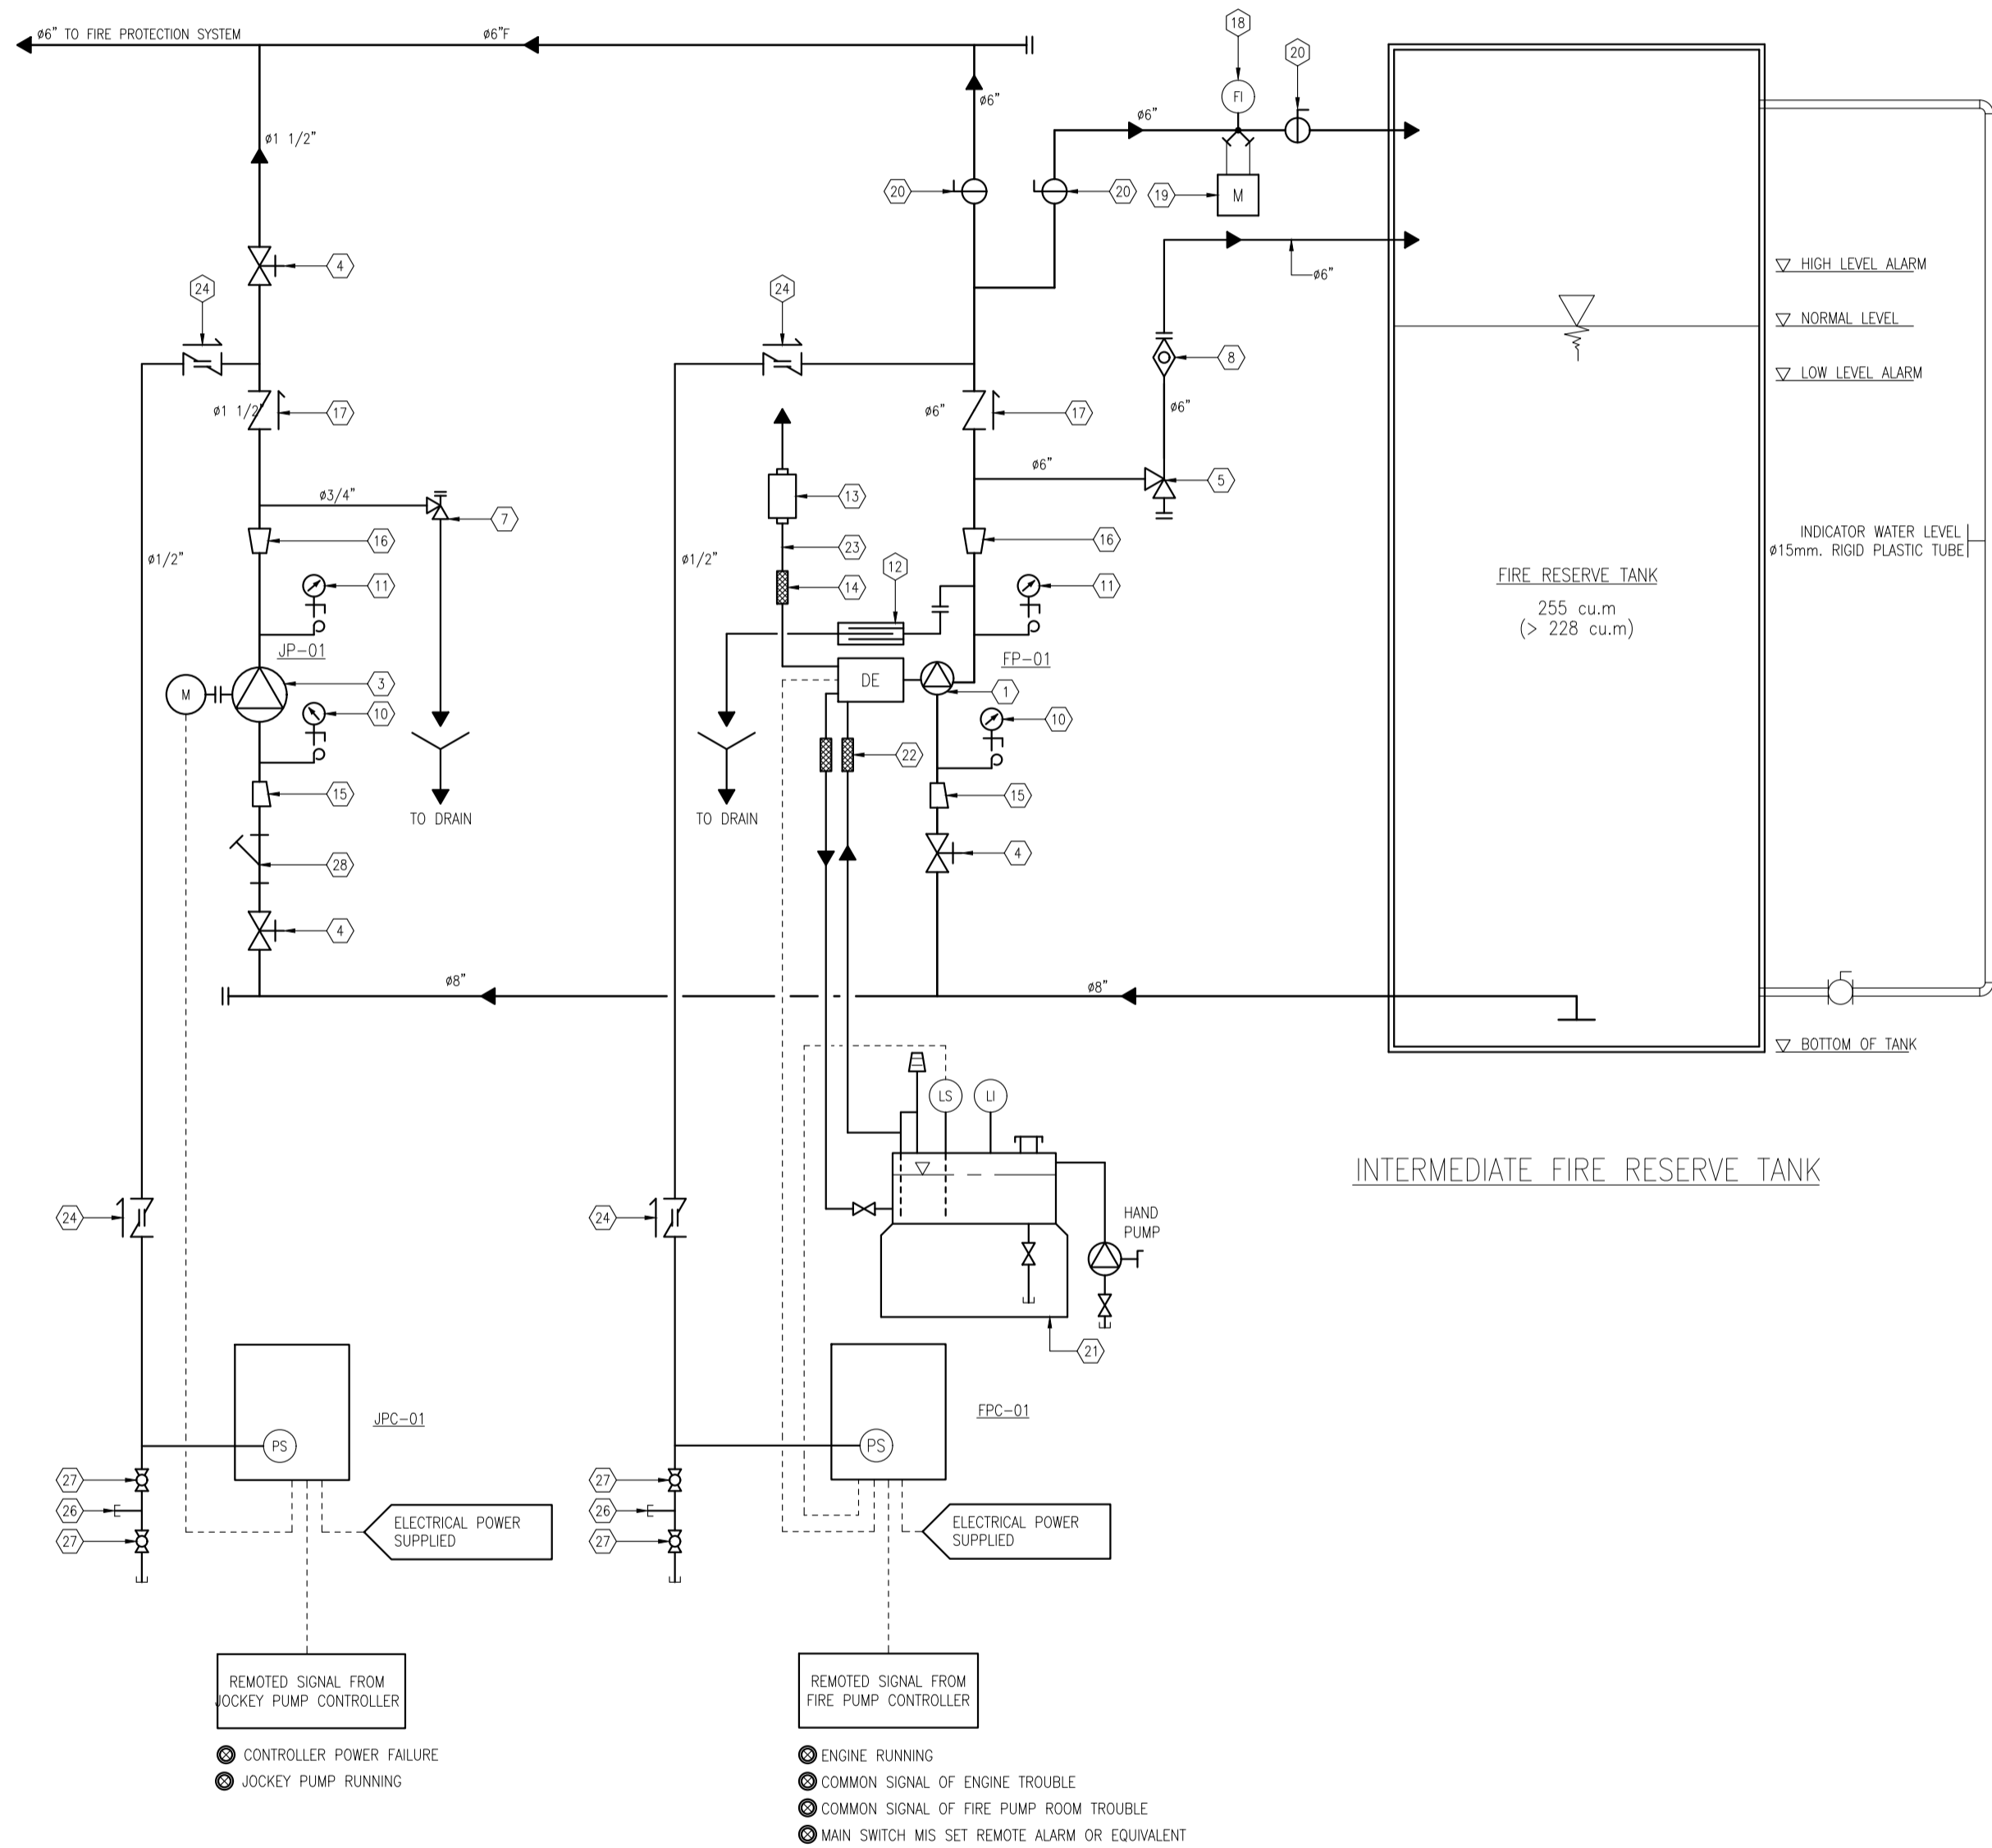 ø6" TO FIRE PROTECTION SYSTEM
ø6"F
18
20
FI
ø6"
ø6"
ø1 1/2"
20
20
19
M
4
24
24
ø6"
HIGH LEVEL ALARM
NORMAL LEVEL
LOW LEVEL ALARM
8
ø1 1/2"
17
ø6"
17
ø6"
ø6"
5
ø3/4"
7
13
16
23
16
ø1/2"
ø1/2"
12
11
14
11
INDICATOR WATER LEVEL
ø15mm. RIGID PLASTIC TUBE
FIRE RESERVE TANK
255 cu.m
(> 228 cu.m)
JP-01
FP-01
M
3
DE
1
10
10
22
15
15
TO DRAIN
TO DRAIN
28
4
4
ø8"
ø8"
BOTTOM OF TANK
LS
LI
INTERMEDIATE FIRE RESERVE TANK
24
24
HAND
PUMP
21
JPC-01
FPC-01
PS
PS
27
26
27
27
26
27
ELECTRICAL POWER
SUPPLIED
ELECTRICAL POWER
SUPPLIED
REMOTED SIGNAL FROM
JOCKEY PUMP CONTROLLER
REMOTED SIGNAL FROM
FIRE PUMP CONTROLLER
CONTROLLER POWER FAILURE
JOCKEY PUMP RUNNING
ENGINE RUNNING
COMMON SIGNAL OF ENGINE TROUBLE
COMMON SIGNAL OF FIRE PUMP ROOM TROUBLE
MAIN SWITCH MIS SET REMOTE ALARM OR EQUIVALENT